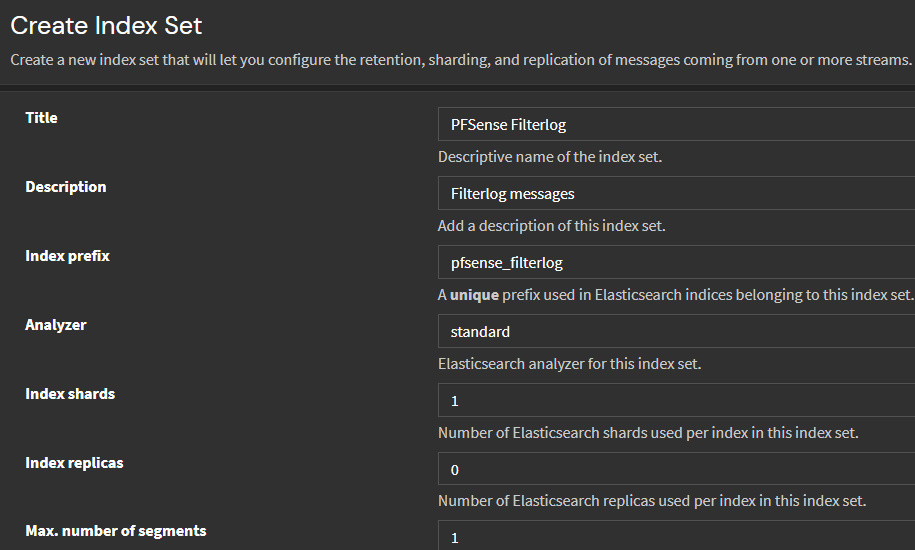 Create Index Set
Create a new index set that will let you configure the retention, sharding, and replication of messages coming from one or more streams.
Title
PFSense Filterlog
Descriptive name of the index set.
Description
Filterlog messages
Add a description of this index set.
Index prefix
pfsense_filterlog
A unique prefix used in Elasticsearch indices belonging to this index set.
Analyzer
standard
Elasticsearch analyzer for this index set.
Index shards
1
Number of Elasticsearch shards used per index in this index set.
Index replicas
0
Number of Elasticsearch replicas used per index in this index set.
Max. number of segments
1